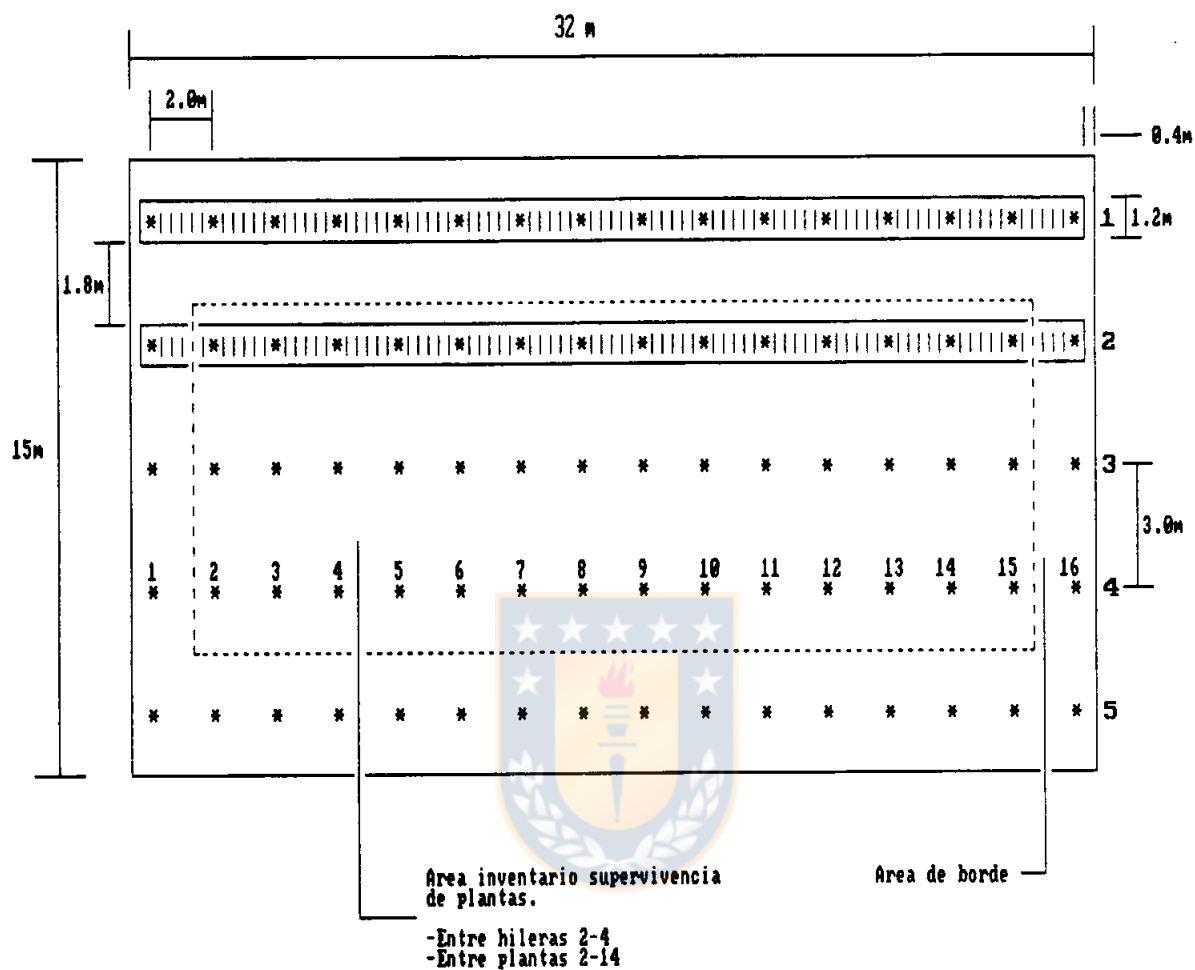 32 m
2.0m
0.4m
1 1.2m
1.8m
2
15m
3
3.0m
1 2 3 4 5 6 7 8 9 10 11 12 13 14 15 16
4
5
Area inventario supervivencia
de plantas.
Area de borde
-Entre hileras 2-4
-Entre plantas 2-14